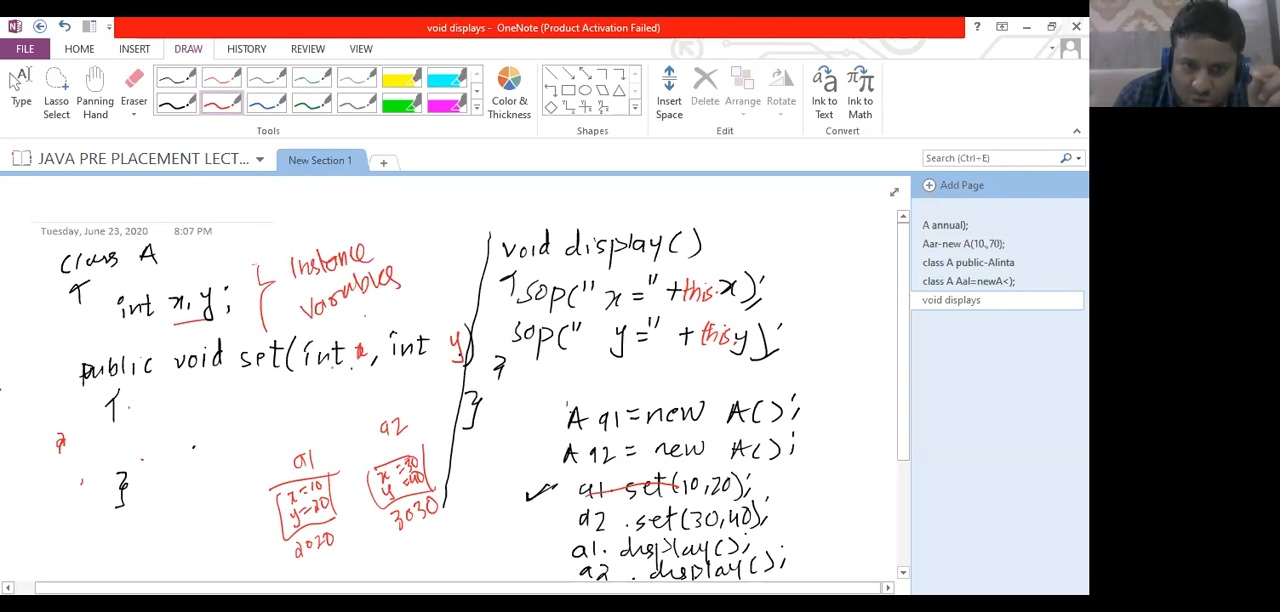 void displays - OneNote (Product Activation Failed)
FILE HOME INSERT DRAW HISTORY REVIEW VIEW
Type
Lasso Select
Panning Hand
Eraser
Color & Thickness
Insert Space
Delete
Arrange
Rotate
Ink to Text
Ink to Math
Tools
Shapes
Edit
Convert
JAVA PRE PLACEMENT LECT...
New Section 1
Search (Ctrl+E)
Add Page
A annual);
Aar-new A(10.,70);
class A public-Alinta
class A Aal=newA<);
void displays
Tuesday, June 23, 2020 8:07 PM
class A
{
int x, y;
Instance
variables
public void set(int x, int y)
{
}
a1
x=10
y=20
2020
a2
x=30
y=40
3030
void display()
{
sop(" x =" + this.x);
sop(" y =" + this.y);
}
}
A a1 = new A();
A a2 = new A();
a1. set(10,20);
a2 .set(30,40);
a1. display();
a2 . display();